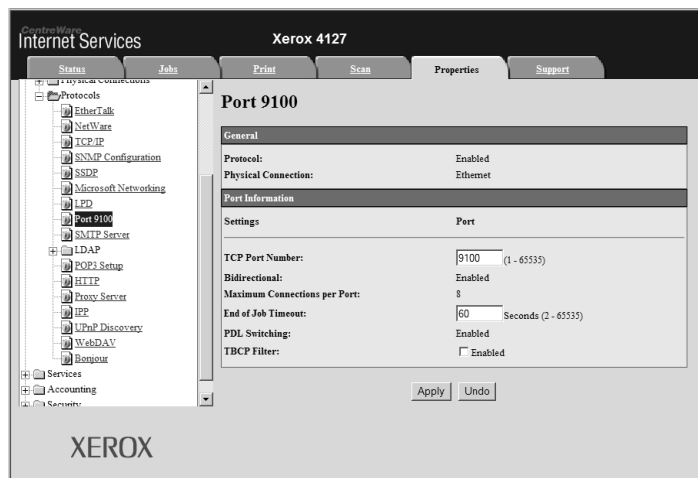 CentreWare
Internet Services
Xerox 4127
Status
Jobs
Print
Scan
Properties
Support
Physical Connections
Protocols
EtherTalk
NetWare
TCP/IP
SNMP Configuration
SSDP
Microsoft Networking
LPD
Port 9100
SMTP Server
LDAP
POP3 Setup
HTTP
Proxy Server
IPP
UPnP Discovery
WebDAV
Bonjour
Services
Accounting
Security
Port 9100
General
Protocol: Enabled
Physical Connection: Ethernet
Port Information
Settings Port
TCP Port Number: 9100 (1 - 65535)
Bidirectional: Enabled
Maximum Connections per Port: 8
End of Job Timeout: 60 Seconds (2 - 65535)
PDL Switching: Enabled
TBCP Filter: Enabled
Apply Undo
XEROX